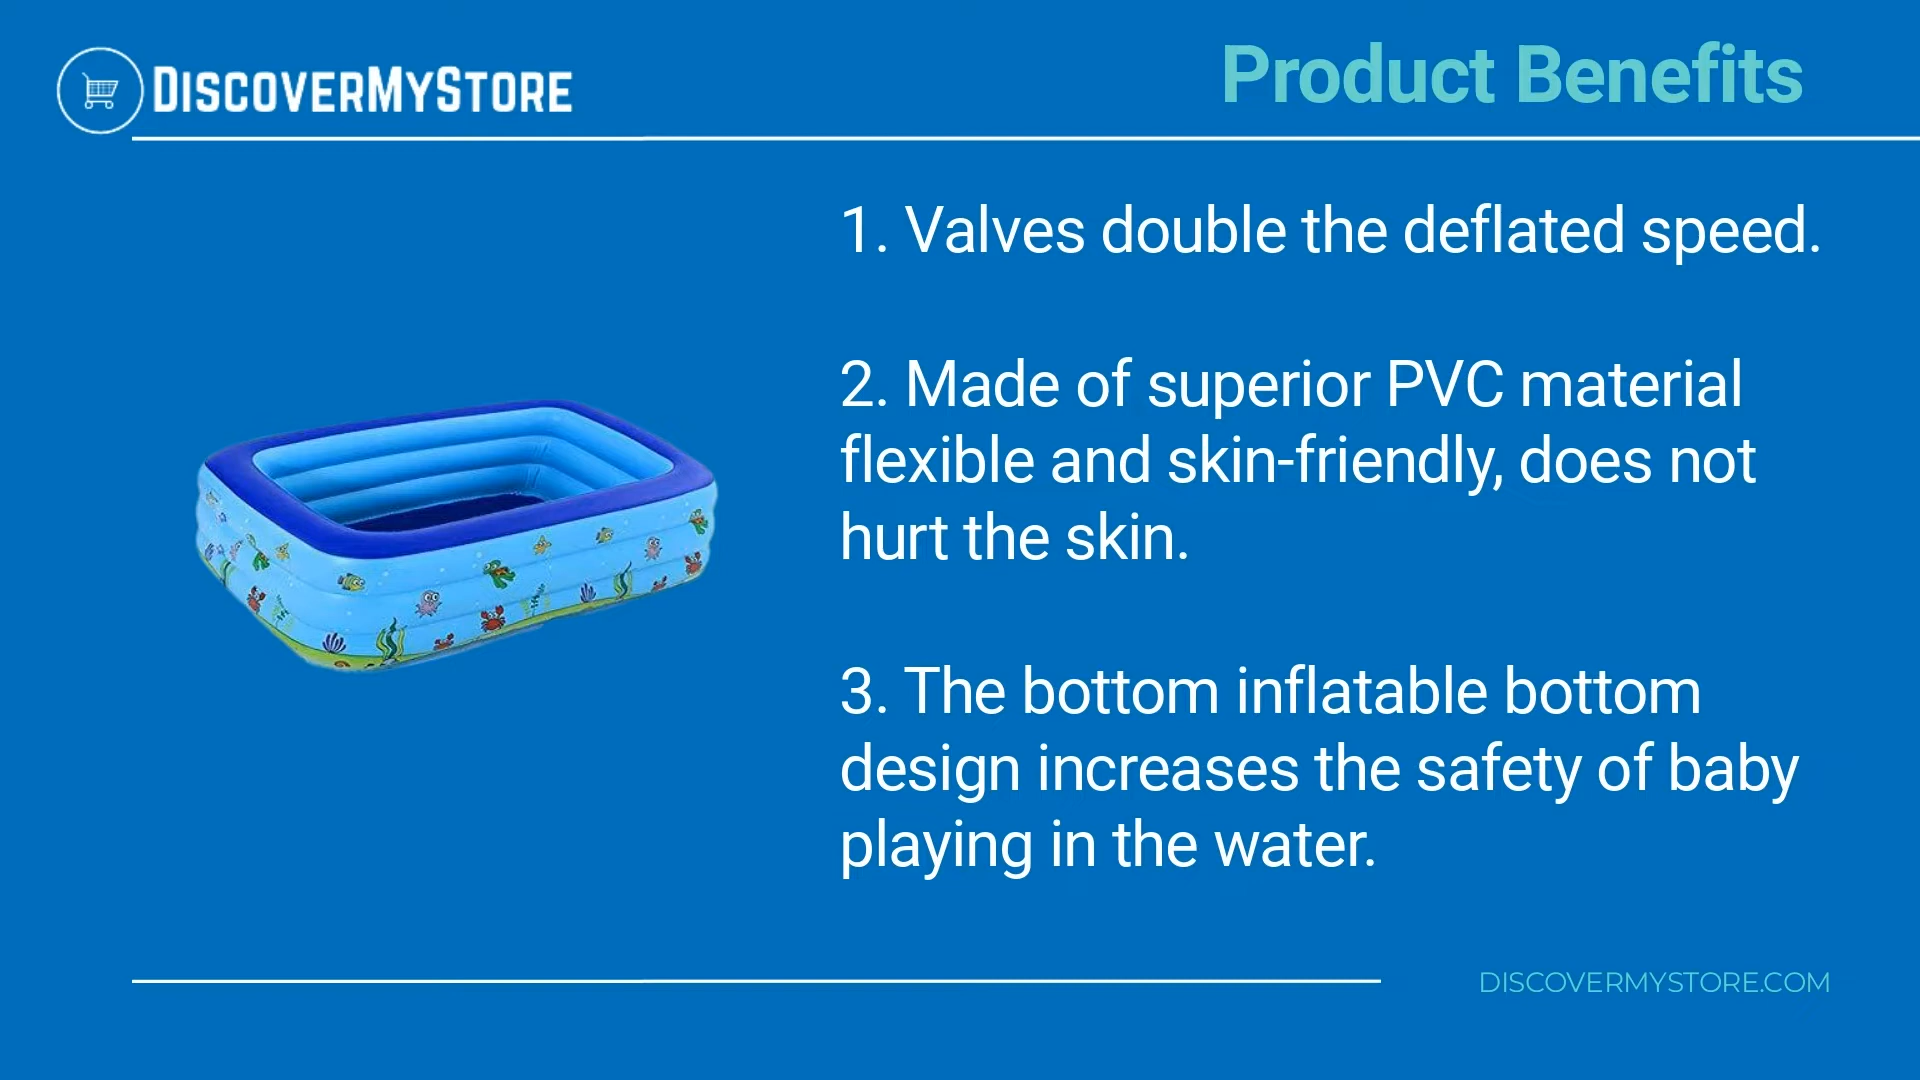 DISCOVERMYSTORE
Product Benefits
1. Valves double the deflated speed.
2. Made of superior PVC material
flexible and skin-friendly, does not
hurt the skin.
3. The bottom inflatable bottom
design increases the safety of baby
playing in the water.
DISCOVERMYSTORE.COM